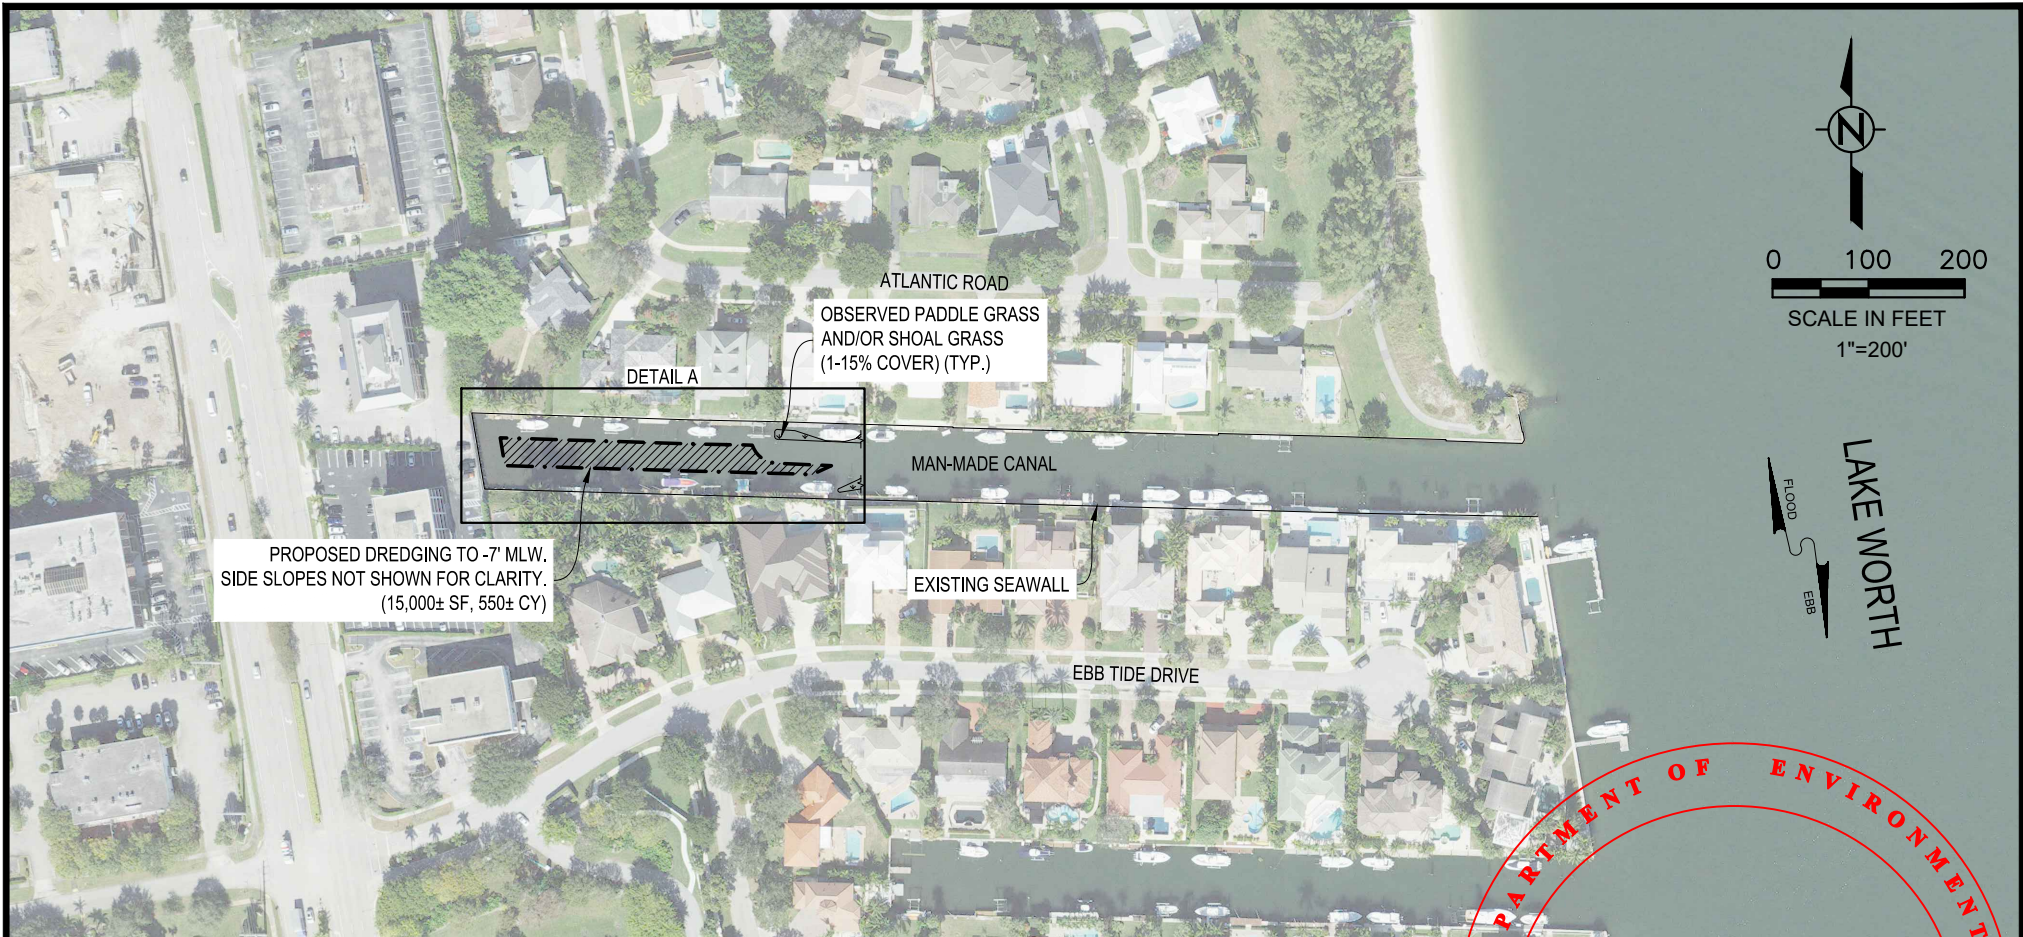 N
0 100 200
SCALE IN FEET
1"=200'
ATLANTIC ROAD
OBSERVED PADDLE GRASS
AND/OR SHOAL GRASS
(1-15% COVER) (TYP.)
DETAIL A
MAN-MADE CANAL
LAKE WORTH
FLOOD
EBB
PROPOSED DREDGING TO -7' MLW.
SIDE SLOPES NOT SHOWN FOR CLARITY.
(15,000± SF, 550± CY)
EXISTING SEAWALL
EBB TIDE DRIVE
PARTMENT OF ENVIRONMENT